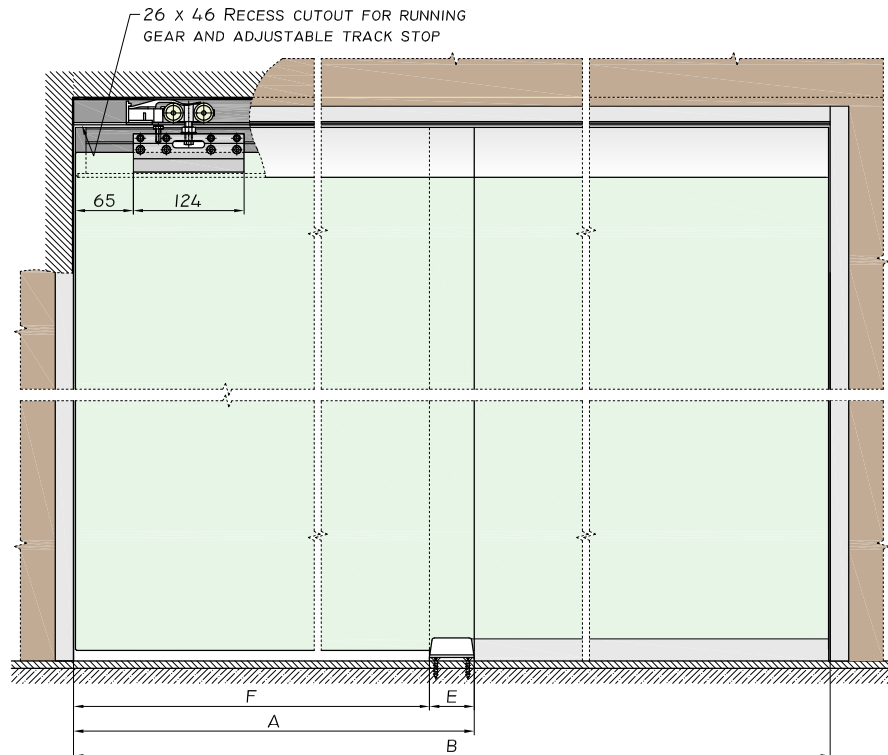 26 x 46 RECESS CUTOUT FOR RUNNING
GEAR AND ADJUSTABLE TRACK STOP
65
124
F
E
A
B